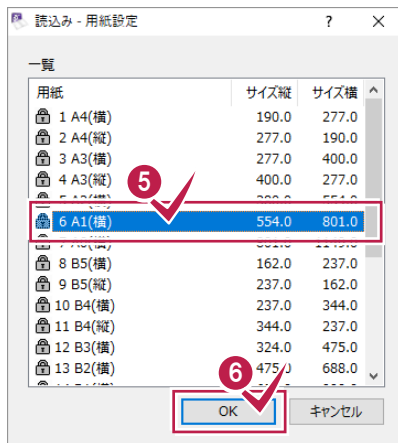 読込み - 用紙設定 ? ×
一覧
用紙 サイズ縦 サイズ横
1 A4(横) 190.0 277.0
2 A4(縦) 277.0 190.0
3 A3(横) 277.0 400.0
4 A3(縦) 400.0 277.0
5
6 A1(横) 554.0 801.0
8 B5(横) 162.0 237.0
9 B5(縦) 237.0 162.0
10 B4(横) 237.0 344.0
11 B4(縦) 344.0 237.0
12 B3(横) 324.0 475.0
13 B2(横) 475.0 688.0
6
OK キャンセル